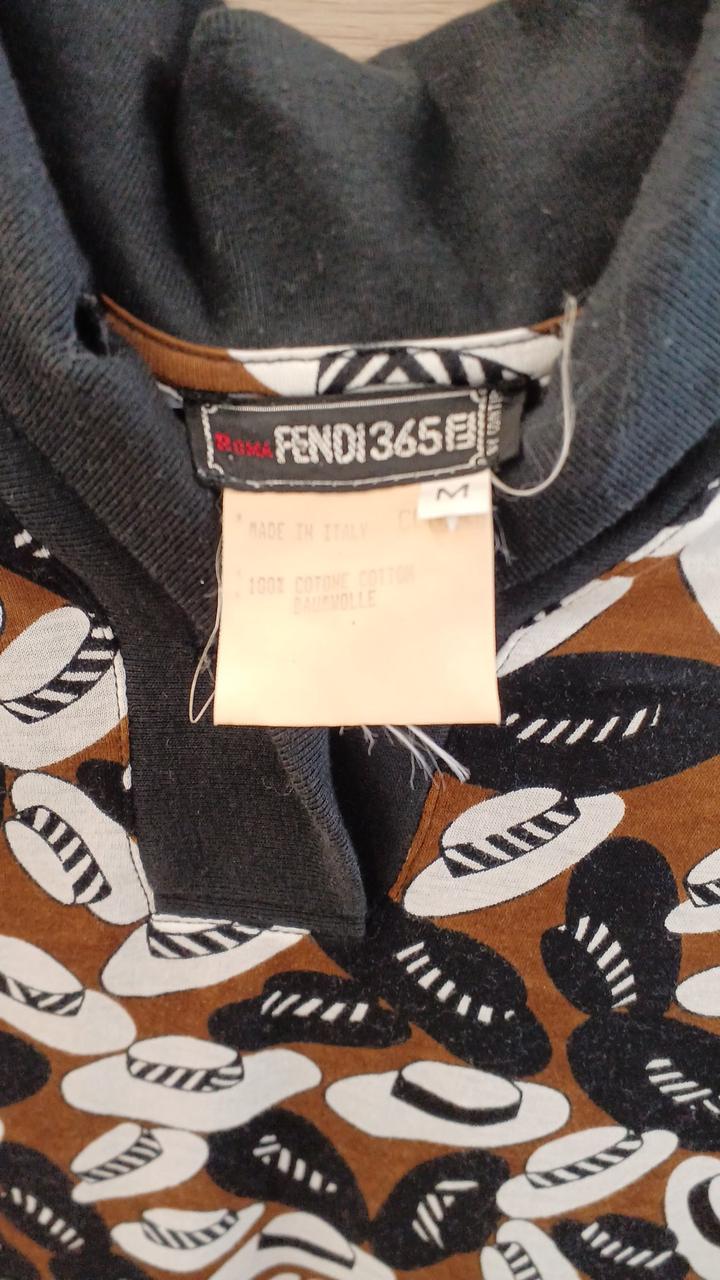 ROMA FENDI 365
M
MADE IN ITALY
100% COTONE COTTON
BAUMWOLLE